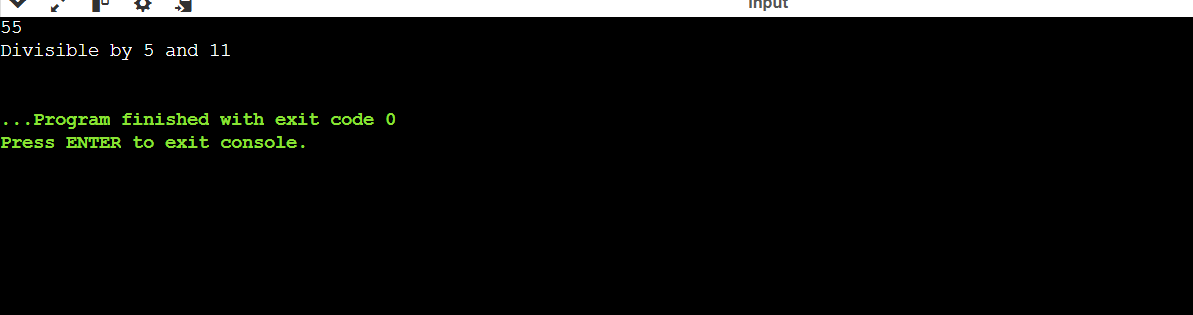 input
55
Divisible by 5 and 11
...Program finished with exit code 0
Press ENTER to exit console.